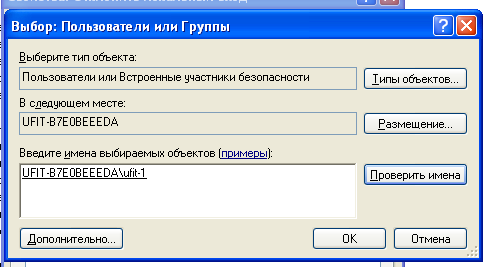 Выбор: Пользователи или Группы
Выберите тип объекта:
Пользователи или Встроенные участники безопасности
Типы объектов...
В следующем месте:
UFIT-B7E0BEEEDA
Размещение...
Введите имена выбираемых объектов (примеры):
UFIT-B7E0BEEEDA\ufit-1
Проверить имена
Дополнительно...
OK
Отмена